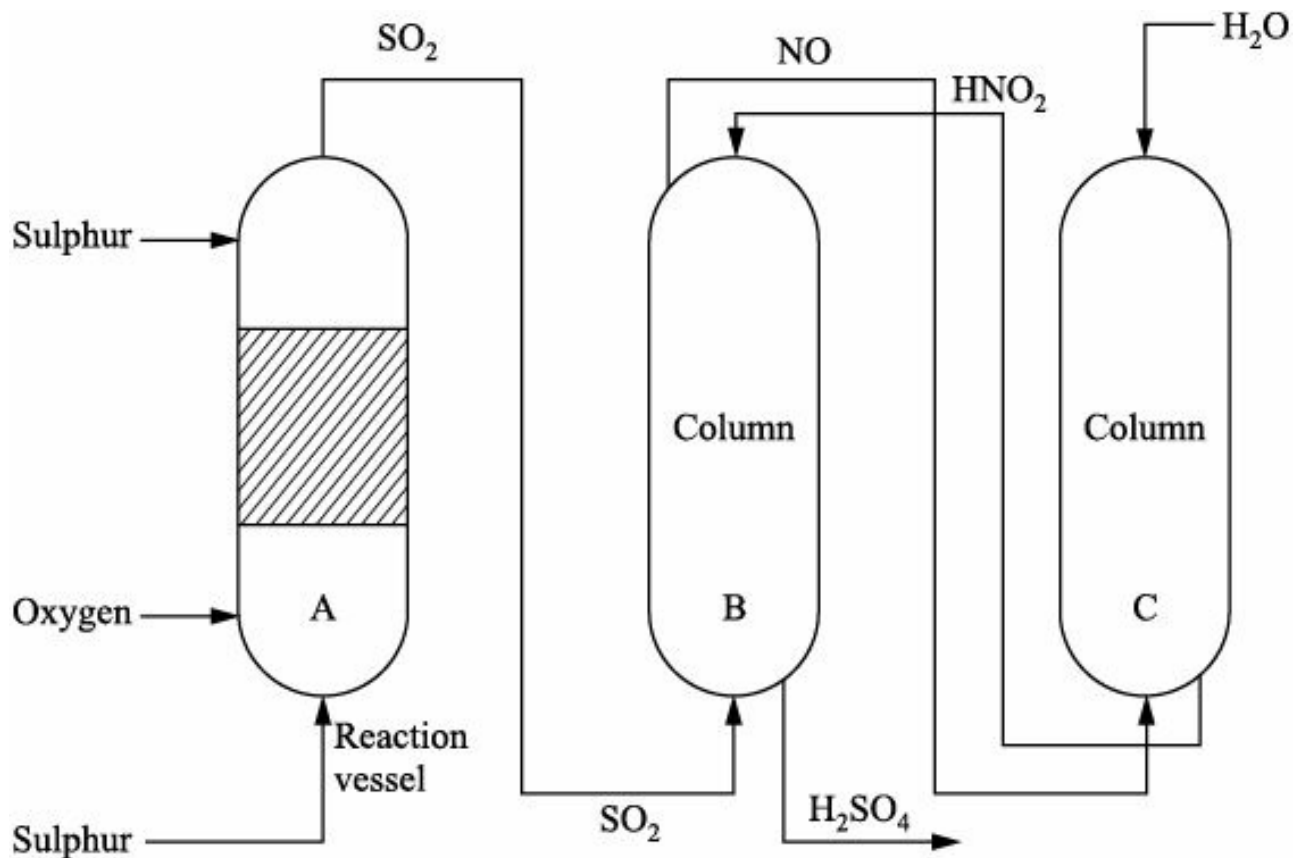 SO₂
NO
H₂O
HNO₂
Sulphur
Column
Column
Oxygen
A
B
C
Reaction
vessel
SO₂
H₂SO₄
Sulphur